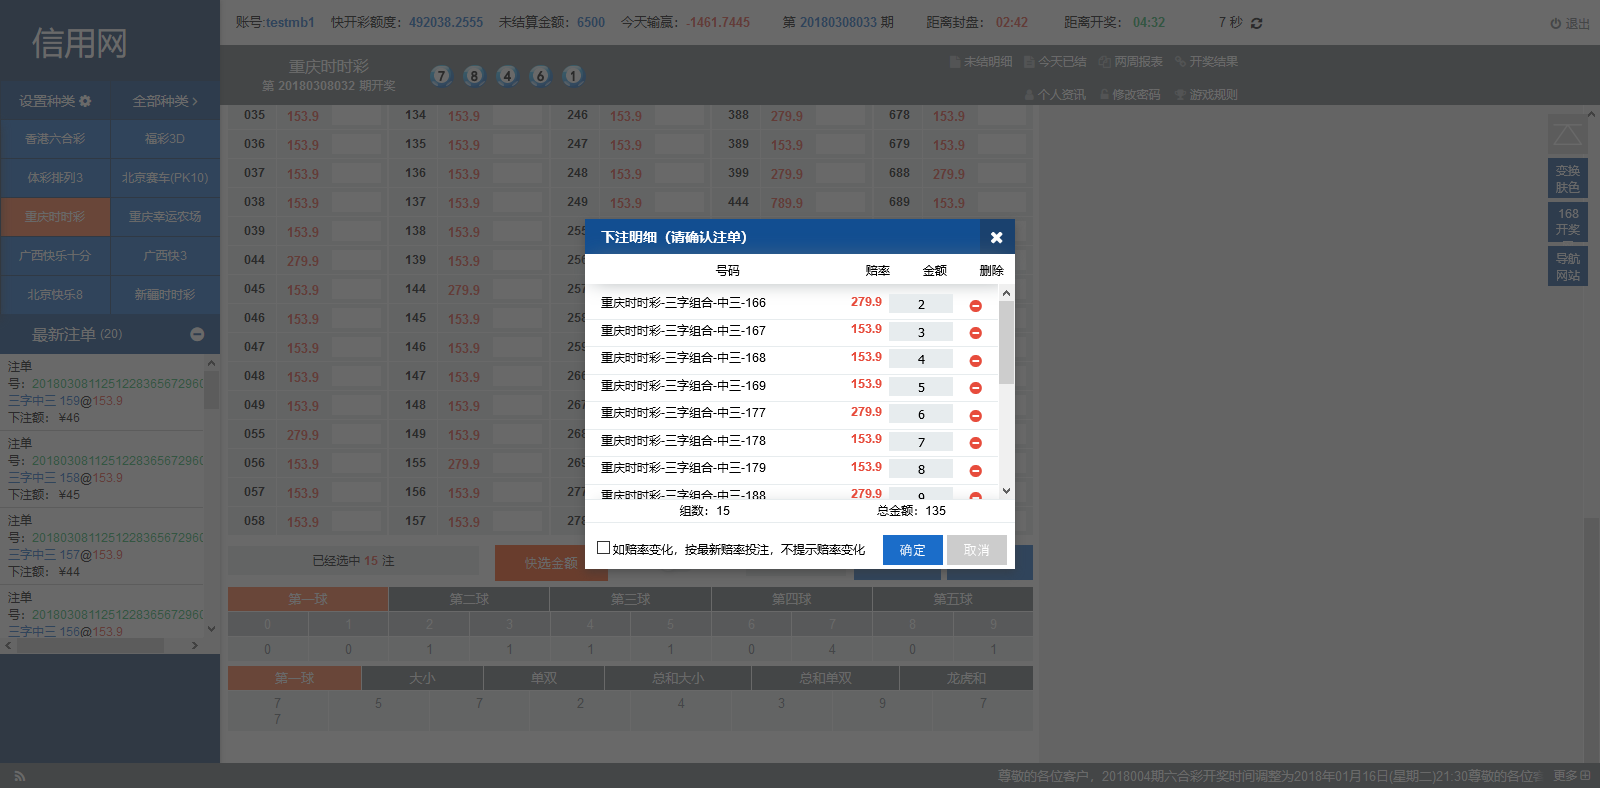 信用网
账号:testmb1 快开彩额度：492038.2555 未结算金额：6500 今天输赢：-1461.7445 第 20180308033 期 距离封盘： 02:42 距离开奖： 04:32 7 秒 退出
重庆时时彩
第 20180308032 期开奖
7 8 4 6 1
未结明细 今天已结 两周报表 开奖结果
个人资讯 修改密码 游戏规则
设置种类 全部种类
香港六合彩 福彩3D
体彩排列3 北京赛车(PK10)
重庆时时彩 重庆幸运农场
广西快乐十分 广西快3
北京快乐8 新疆时时彩
最新注单 (20)
注单
号：2018030811251228365672960
三字中三 159@153.9
下注额： ¥46
注单
号：2018030811251228365672960
三字中三 158@153.9
下注额： ¥45
注单
号：2018030811251228365672960
三字中三 157@153.9
下注额： ¥44
注单
号：2018030811251228365672960
三字中三 156@153.9
035 153.9 134 153.9 246 153.9 388 279.9 678 153.9
036 153.9 135 153.9 247 153.9 389 153.9 679 153.9
037 153.9 136 153.9 248 153.9 399 279.9 688 279.9
038 153.9 137 153.9 249 153.9 444 789.9 689 153.9
039 153.9 138 153.9 255
044 279.9 139 153.9 256
045 153.9 144 279.9 257
046 153.9 145 153.9 258
047 153.9 146 153.9 259
048 153.9 147 153.9 266
049 153.9 148 153.9 267
055 279.9 149 153.9 268
056 153.9 155 279.9 269
057 153.9 156 153.9 277
058 153.9 157 153.9 278
下注明细（请确认注单）
号码 赔率 金额 删除
重庆时时彩-三字组合-中三-166 279.9 2
重庆时时彩-三字组合-中三-167 153.9 3
重庆时时彩-三字组合-中三-168 153.9 4
重庆时时彩-三字组合-中三-169 153.9 5
重庆时时彩-三字组合-中三-177 279.9 6
重庆时时彩-三字组合-中三-178 153.9 7
重庆时时彩-三字组合-中三-179 153.9 8
重庆时时彩-三字组合-中三-188 279.9 9
组数：15 总金额：135
如赔率变化，按最新赔率投注，不提示赔率变化 确定 取消
已经选中 15 注 快选金额
第一球 第二球 第三球 第四球 第五球
0 1 2 3 4 5 6 7 8 9
0 0 1 1 1 1 0 4 0 1
第一球 大小 单双 总和大小 总和单双 龙虎和
7 5 7 2 4 3 9 7
7
变换
肤色
168
开奖
导航
网站
尊敬的各位客户，2018004期六合彩开奖时间调整为2018年01月16日(星期二)21:30尊敬的各位 更多